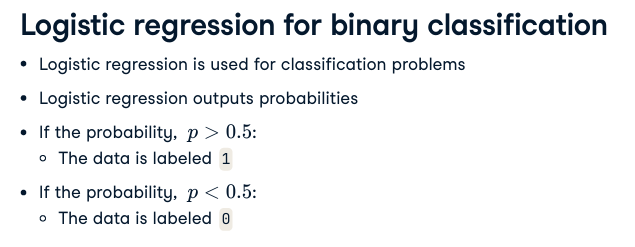 Logistic regression for binary classification
• Logistic regression is used for classification problems
• Logistic regression outputs probabilities
• If the probability, p > 0.5:
○ The data is labeled 1
• If the probability, p < 0.5:
○ The data is labeled 0